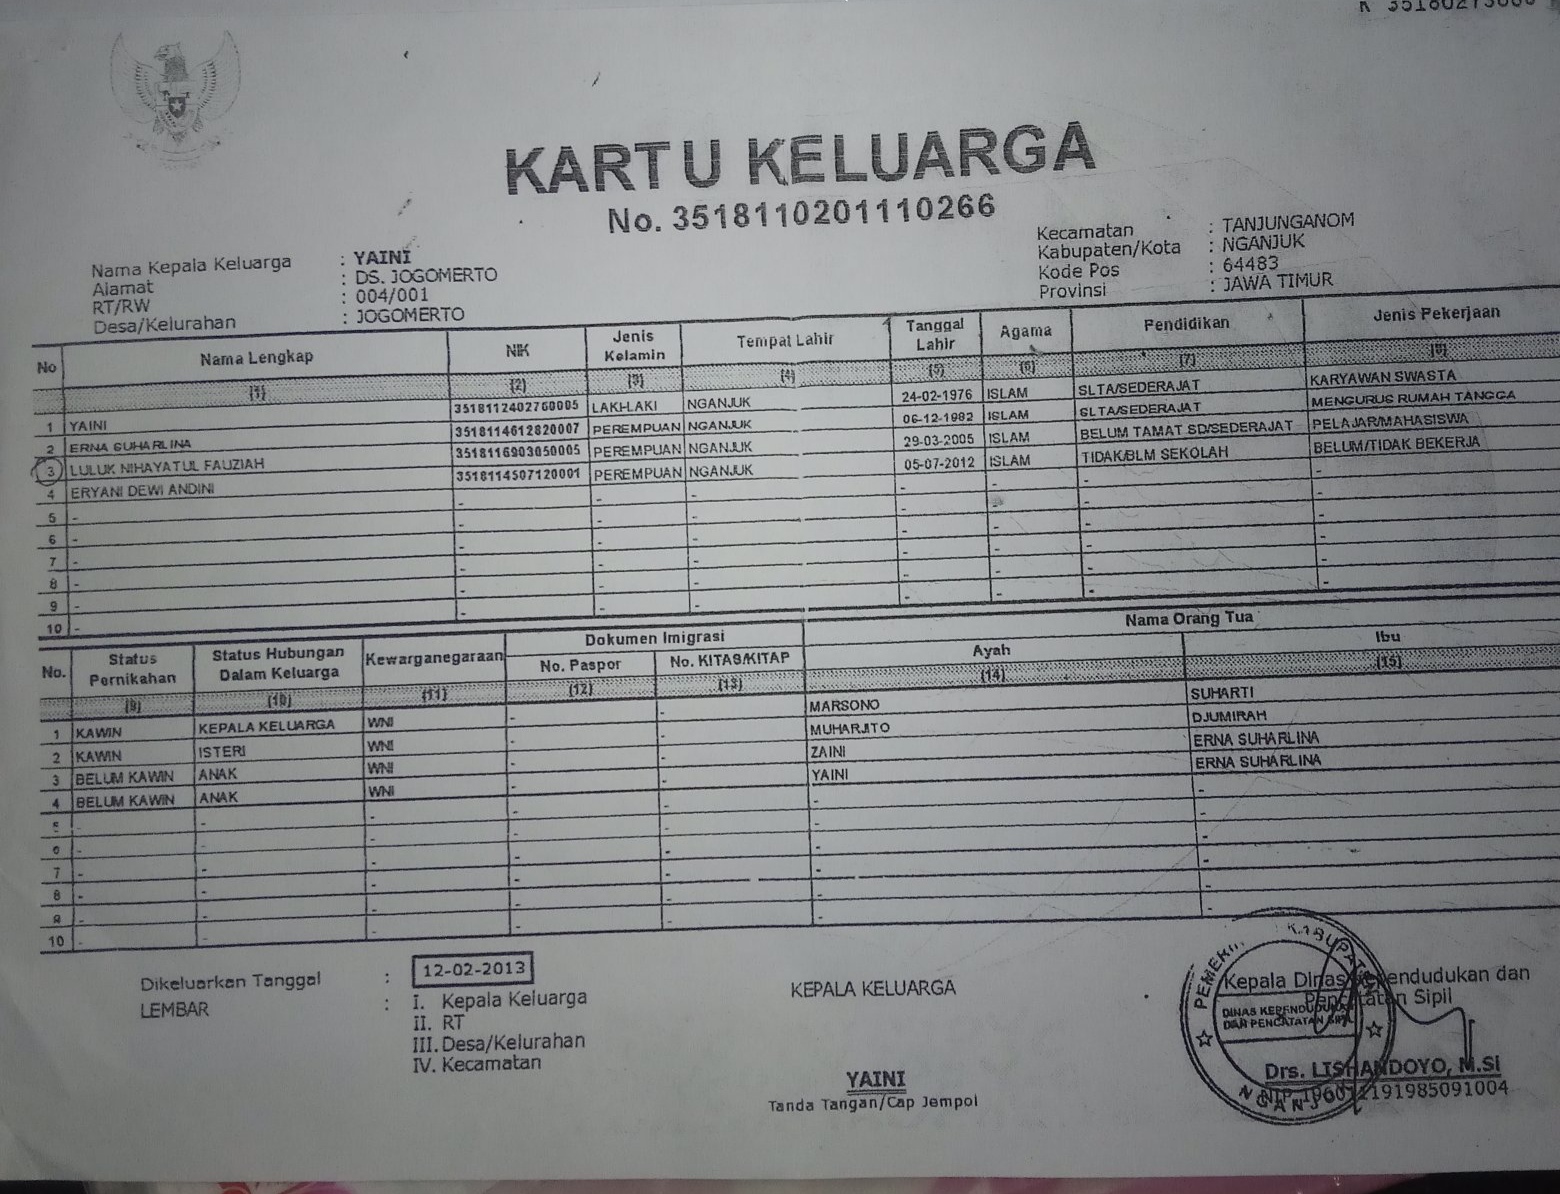 KARTU KELUARGA
No. 3518110201110266
Nama Kepala Keluarga : YAINI
Alamat : DS. JOGOMERTO
RT/RW : 004/001
Desa/Kelurahan : JOGOMERTO
Kecamatan : TANJUNGANOM
Kabupaten/Kota : NGANJUK
Kode Pos : 64483
Provinsi : JAWA TIMUR
No Nama Lengkap NIK Jenis Kelamin Tempat Lahir Tanggal Lahir Agama Pendidikan Jenis Pekerjaan
(1) (2) (3) (4) (5) (6) (7) (8)
1 YAINI 3518112402760005 LAKI-LAKI NGANJUK 24-02-1976 ISLAM SLTA/SEDERAJAT KARYAWAN SWASTA
2 ERNA SUHARLINA 3518114612820007 PEREMPUAN NGANJUK 06-12-1982 ISLAM SLTA/SEDERAJAT MENGURUS RUMAH TANGGA
3 LULUK NIHAYATUL FAUZIAH 3518116903050005 PEREMPUAN NGANJUK 29-03-2005 ISLAM BELUM TAMAT SD/SEDERAJAT PELAJAR/MAHASISWA
4 ERYANI DEWI ANDINI 3518114507120001 PEREMPUAN NGANJUK 05-07-2012 ISLAM TIDAK/BLM SEKOLAH BELUM/TIDAK BEKERJA
5 - - - - - - - -
6 - - - - - - - -
7 - - - - - - - -
8 - - - - - - - -
9 - - - - - - - -
10 - - - - - - - -
No. Status Pernikahan Status Hubungan Dalam Keluarga Kewarganegaraan Dokumen Imigrasi Nama Orang Tua
No. Paspor No. KITAS/KITAP Ayah Ibu
(9) (10) (11) (12) (13) (14) (15)
1 KAWIN KEPALA KELUARGA WNI - - MARSONO SUHARTI
2 KAWIN ISTERI WNI - - MUHARJITO DJUMIRAH
3 BELUM KAWIN ANAK WNI - - ZAINI ERNA SUHARLINA
4 BELUM KAWIN ANAK WNI - - YAINI ERNA SUHARLINA
5 - - - - - - -
6 - - - - - - -
7 - - - - - - -
8 - - - - - - -
9 - - - - - - -
10 - - - - - - -
Dikeluarkan Tanggal : 12-02-2013
LEMBAR : I. Kepala Keluarga
II. RT
III. Desa/Kelurahan
IV. Kecamatan
KEPALA KELUARGA
YAINI
Tanda Tangan/Cap Jempol
Kepala Dinas Kependudukan dan
Pencatatan Sipil
DINAS KEPENDUDUKAN
DAN PENCATATAN SIPIL
NGANJUK
Drs. LISHANDOYO, M.Si